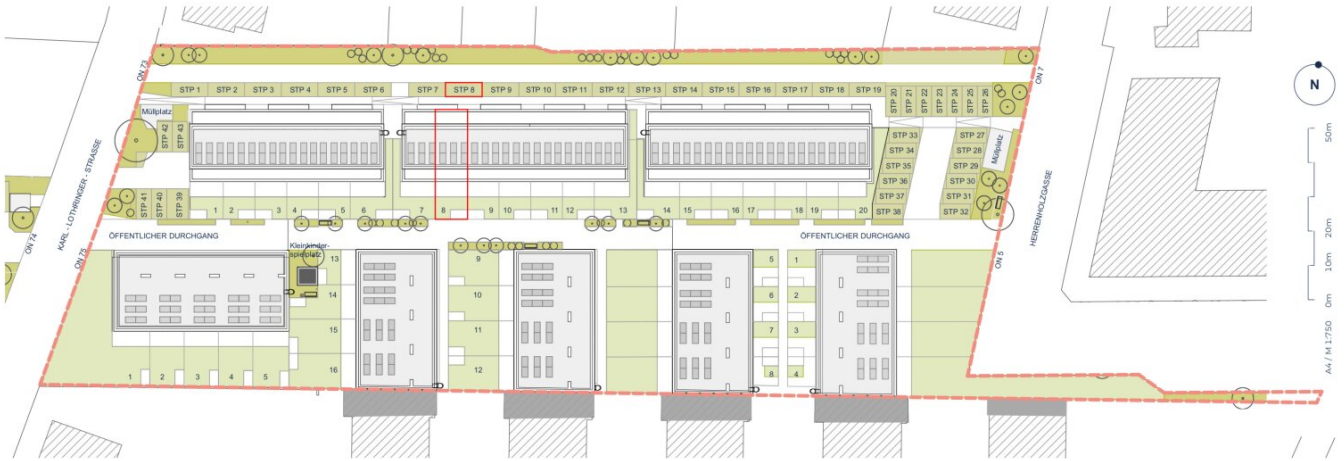 ON 73
STP 1 STP 2 STP 3 STP 4 STP 5 STP 6 STP 7 STP 8 STP 9 STP 10 STP 11 STP 12 STP 13 STP 14 STP 15 STP 16 STP 17 STP 18 STP 19
STP 20
STP 21
STP 22
STP 23
STP 24
STP 25
STP 26
ON 7
N
Müllplatz
STP 42
STP 43
STP 33
STP 34
STP 35
STP 36
STP 37
STP 38
STP 27
STP 28
STP 29
STP 30
STP 31
STP 32
Müllplatz
KARL - LOTHRINGER - STRASSE
HERRENHOLZGASSE
STP 41
STP 40
STP 39
1 2 3 4 5 6 7 8 9 10 11 12 13 14 15 16 17 18 19 20
ON 74
ON 75
ÖFFENTLICHER DURCHGANG
ÖFFENTLICHER DURCHGANG
ON 5
Kleinkinder-
spielplatz
13
14
15
16
9
10
11
12
5 1
6 2
7 3
8 4
1 2 3 4 5
50m
20m
10m
0m
A4 / M 1:750